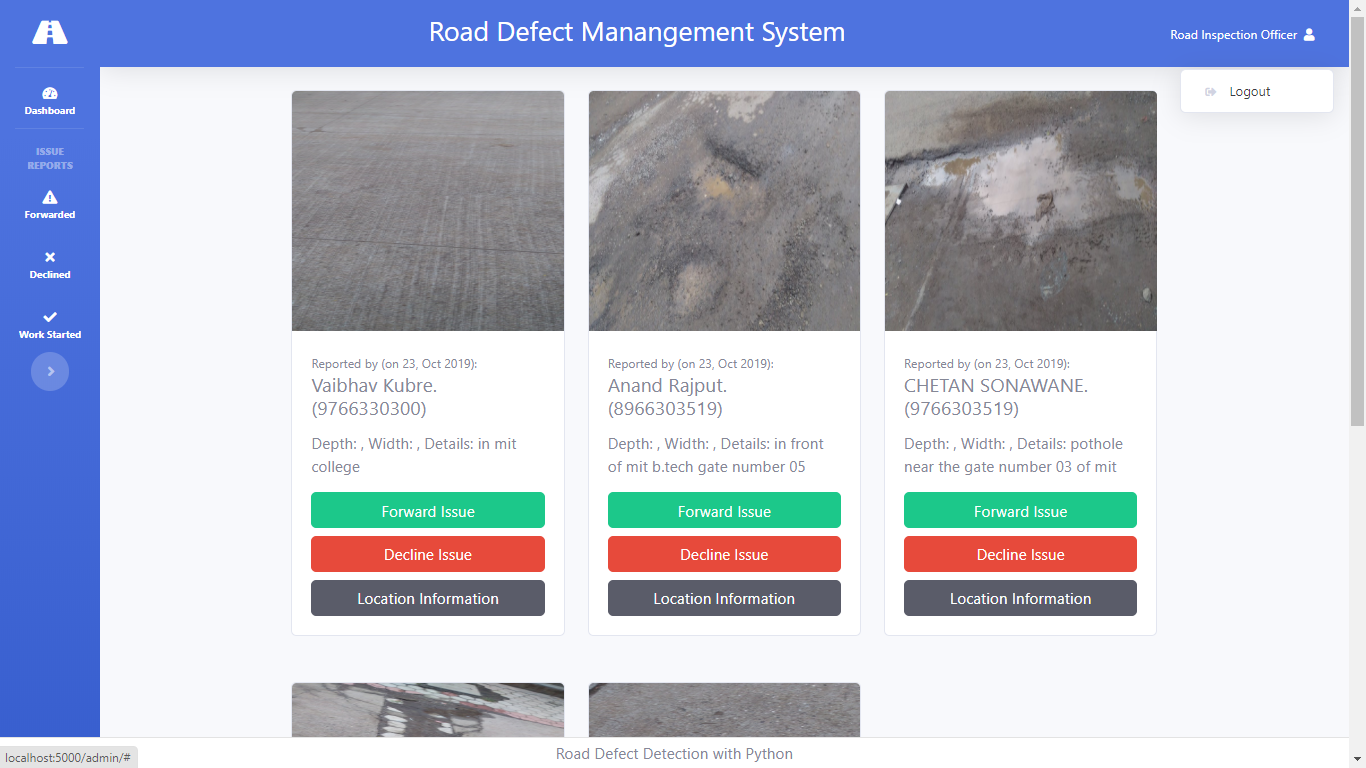 Road Defect Manangement System
Road Inspection Officer
Logout
Dashboard
ISSUE
REPORTS
Forwarded
Declined
Work Started
Reported by (on 23, Oct 2019):
Vaibhav Kubre.
(9766330300)
Depth: , Width: , Details: in mit
college
Forward Issue
Decline Issue
Location Information
Reported by (on 23, Oct 2019):
Anand Rajput.
(8966303519)
Depth: , Width: , Details: in front
of mit b.tech gate number 05
Forward Issue
Decline Issue
Location Information
Reported by (on 23, Oct 2019):
CHETAN SONAWANE.
(9766303519)
Depth: , Width: , Details: pothole
near the gate number 03 of mit
Forward Issue
Decline Issue
Location Information
Road Defect Detection with Python
localhost:5000/admin/#